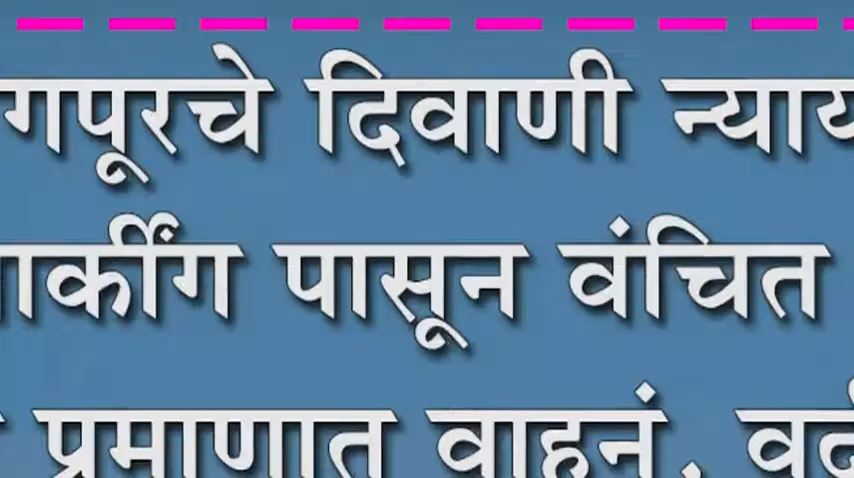 गपूरचे दिवाणी न्याय
ार्कींग पासून वंचित
प्रमाणात वाहनं.